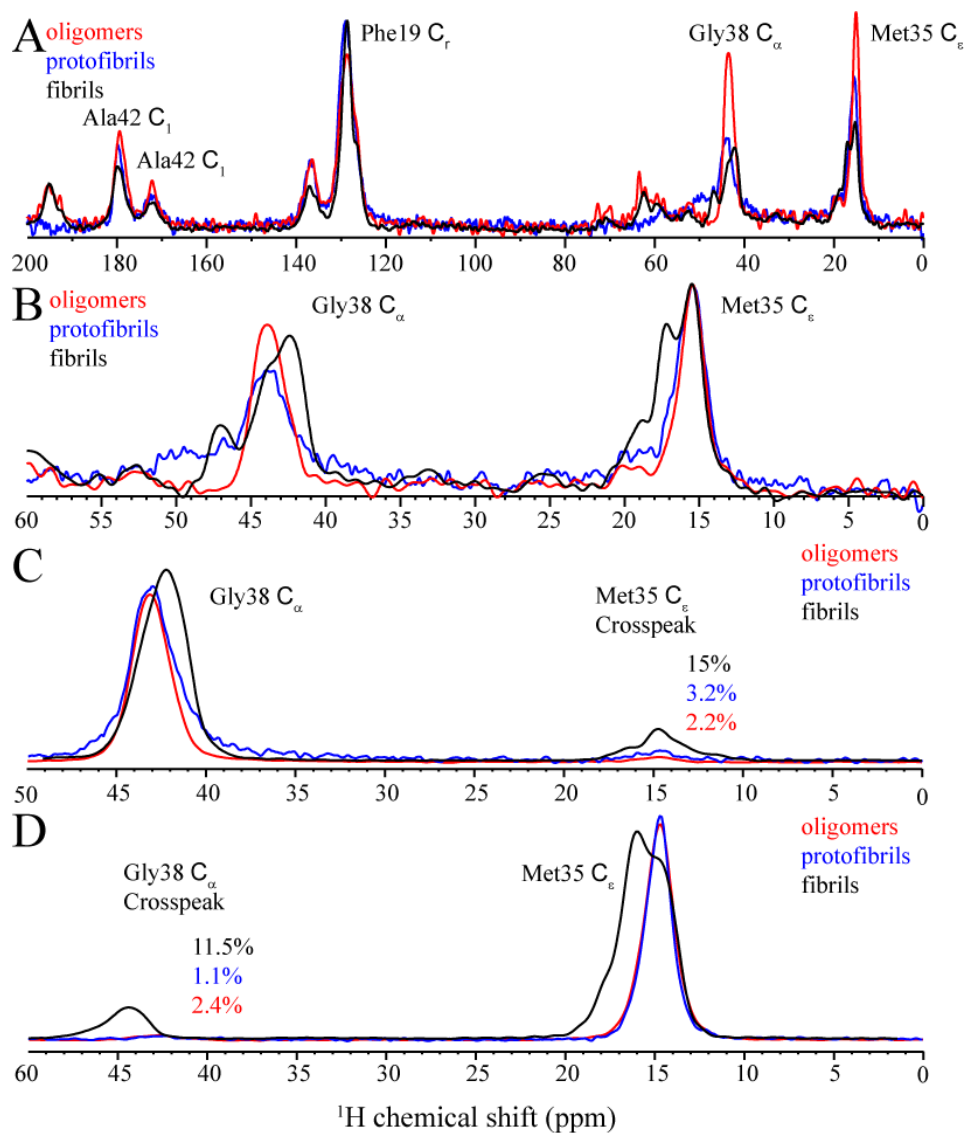 A
oligomers
protofibrils
fibrils
Ala42 C₁
Ala42 C₁
Phe19 Cᵣ
Gly38 Cα
Met35 Cε
200 180 160 140 120 100 80 60 40 20 0
B
oligomers
protofibrils
fibrils
Gly38 Cα
Met35 Cε
60 55 50 45 40 35 30 25 20 15 10 5 0
C
Gly38 Cα
Met35 Cε
Crosspeak
oligomers
protofibrils
fibrils
15%
3.2%
2.2%
50 45 40 35 30 25 20 15 10 5 0
D
Gly38 Cα
Crosspeak
11.5%
1.1%
2.4%
Met35 Cε
oligomers
protofibrils
fibrils
60 45 40 35 30 25 20 15 10 5 0
¹H chemical shift (ppm)